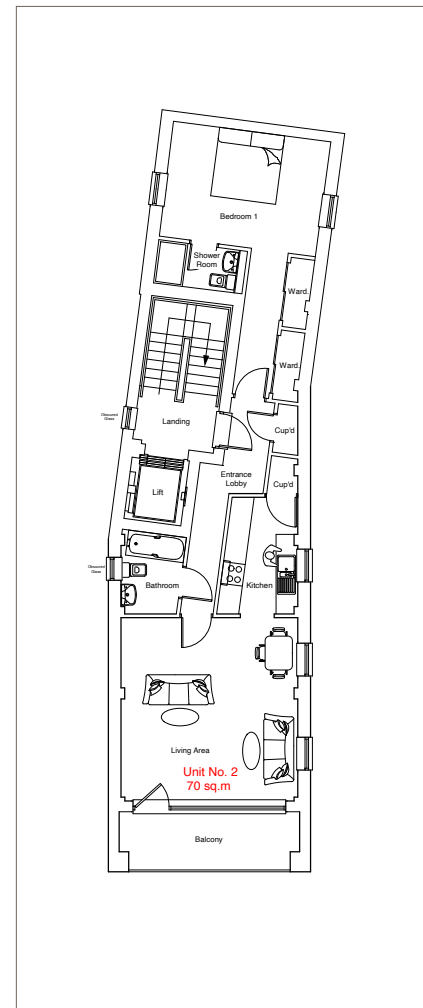 Bedroom 1
Shower
Room
Ward.
Ward.
Obscured
Glass
Landing
Cup'd
Entrance
Lobby
Cup'd
Lift
Obscured
Glass
Bathroom
Kitchen
Living Area
Unit No. 2
70 sq.m
Balcony